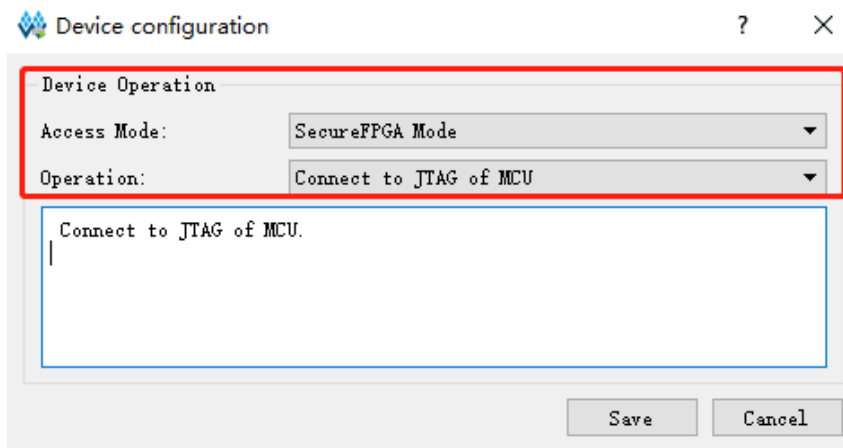 Device configuration
?
Device Operation
Access Mode: SecureFPGA Mode
Operation: Connect to JTAG of MCU
Connect to JTAG of MCU.
Save Cancel